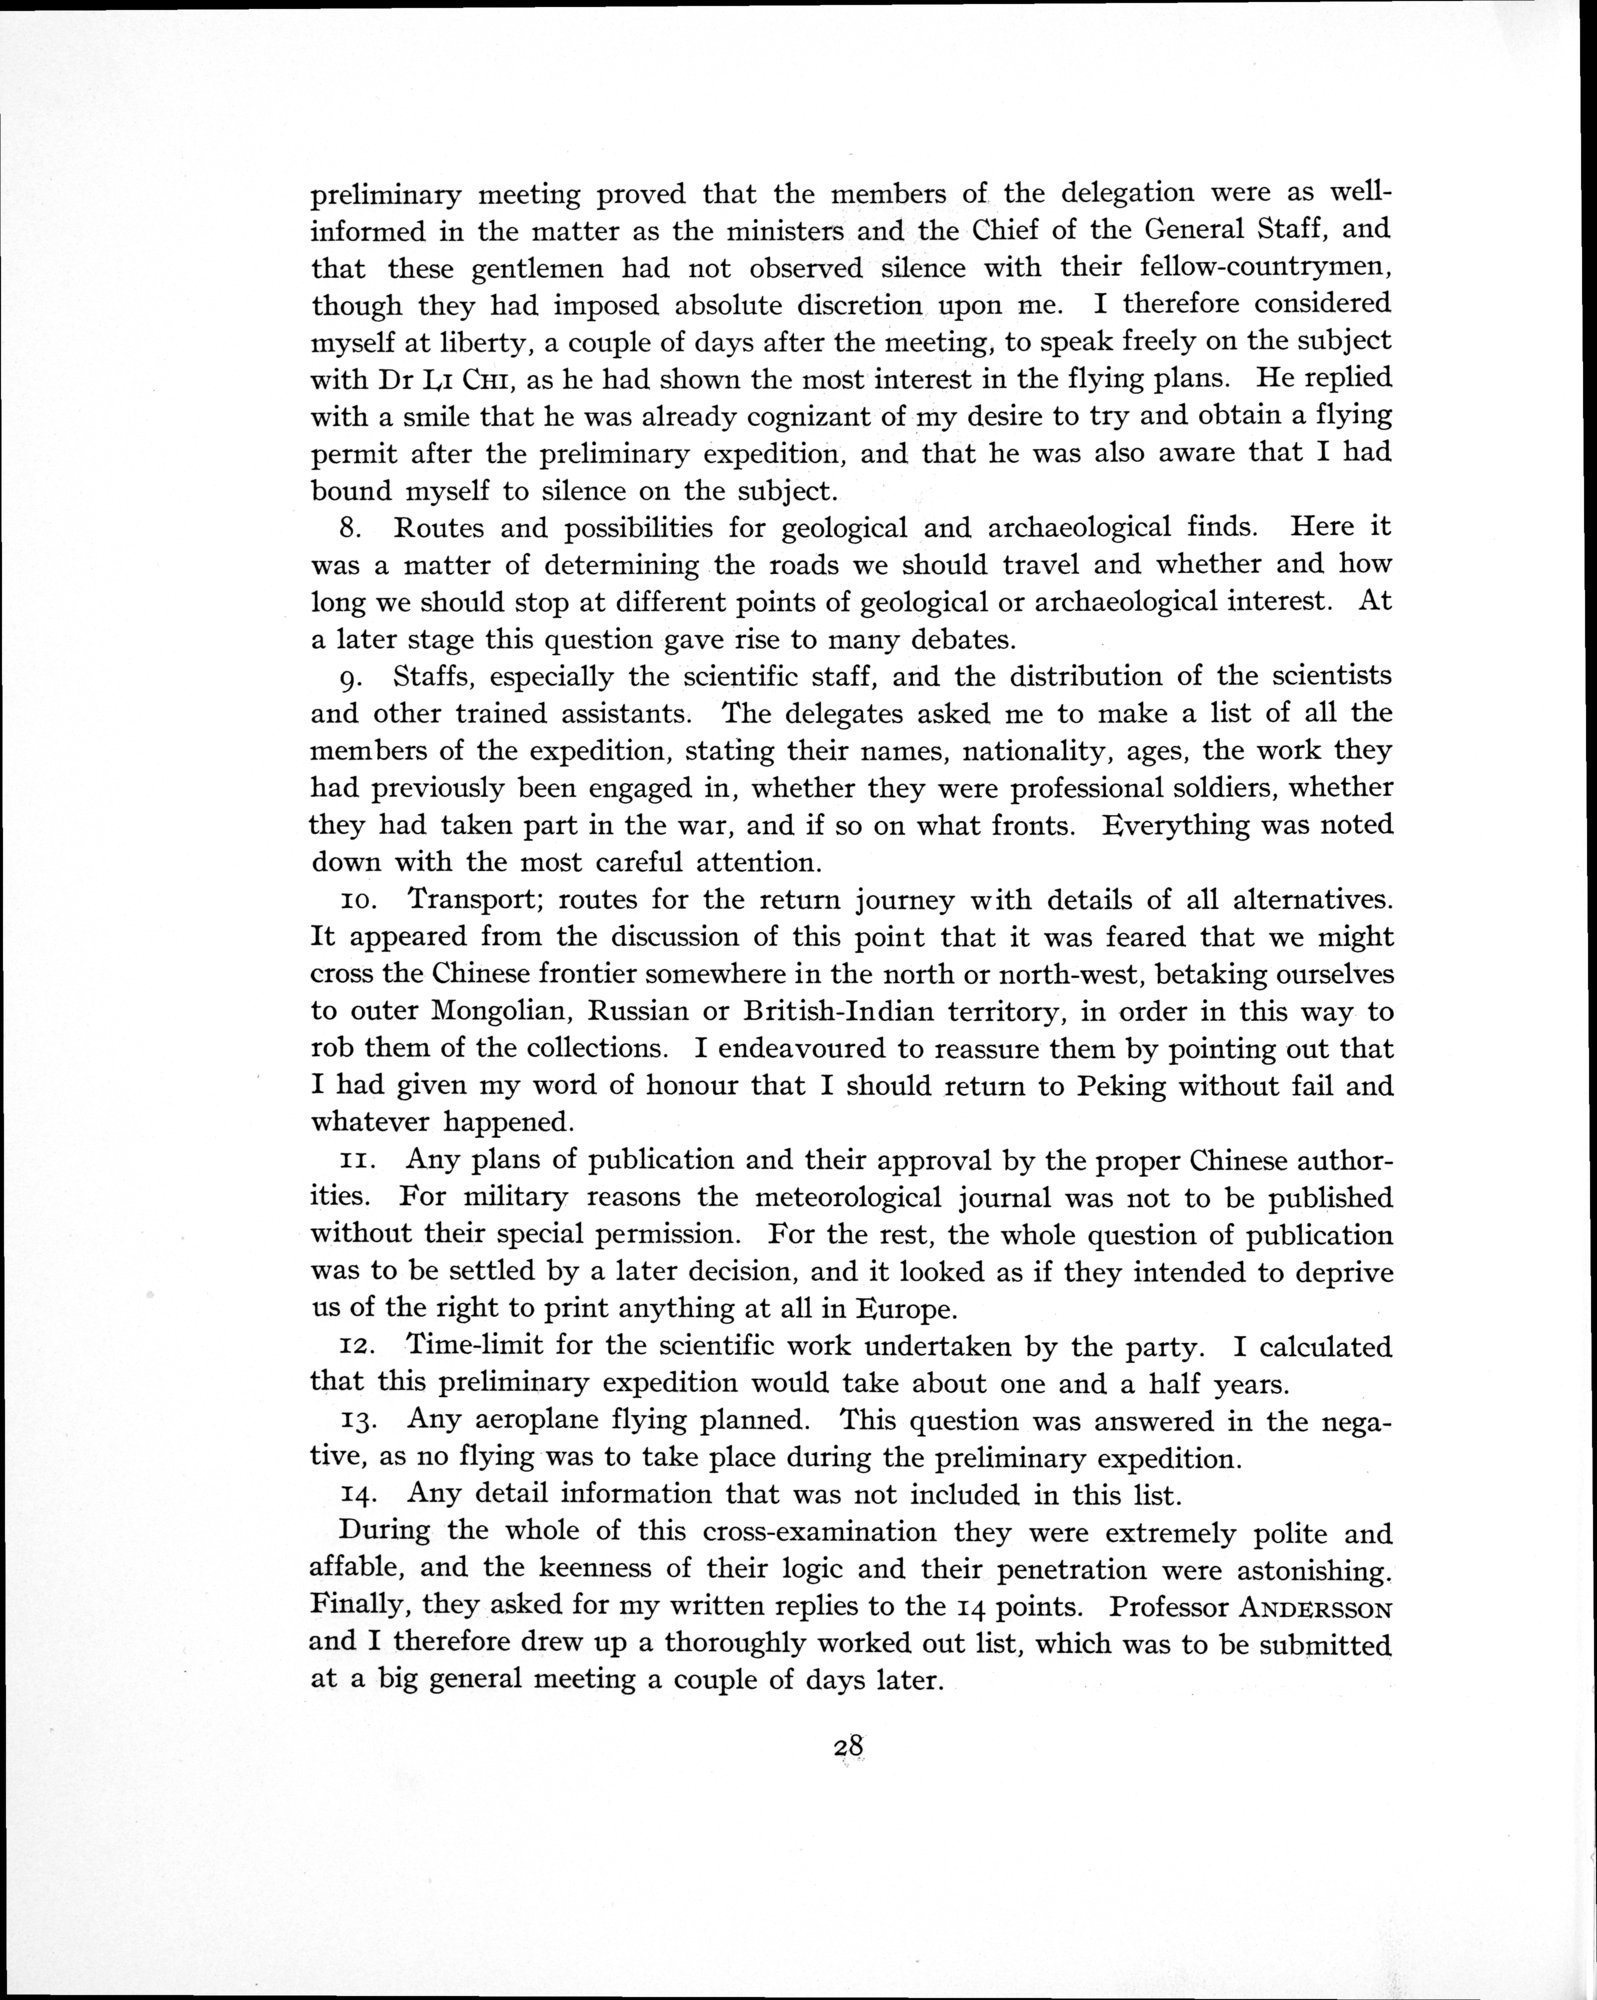 preliminary meeting proved that the members of the delegation were as well-
informed in the matter as the ministers and the Chief of the General Staff, and
that these gentlemen had not observed silence with their fellow-countrymen,
though they had imposed absolute discretion upon me. I therefore considered
myself at liberty, a couple of days after the meeting, to speak freely on the subject
with Dr LI CHI, as he had shown the most interest in the flying plans. He replied
with a smile that he was already cognizant of my desire to try and obtain a flying
permit after the preliminary expedition, and that he was also aware that I had
bound myself to silence on the subject.
8. Routes and possibilities for geological and archaeological finds. Here it
was a matter of determining the roads we should travel and whether and how
long we should stop at different points of geological or archaeological interest. At
a later stage this question gave rise to many debates.
9. Staffs, especially the scientific staff, and the distribution of the scientists
and other trained assistants. The delegates asked me to make a list of all the
members of the expedition, stating their names, nationality, ages, the work they
had previously been engaged in, whether they were professional soldiers, whether
they had taken part in the war, and if so on what fronts. Everything was noted
down with the most careful attention.
10. Transport; routes for the return journey with details of all alternatives.
It appeared from the discussion of this point that it was feared that we might
cross the Chinese frontier somewhere in the north or north-west, betaking ourselves
to outer Mongolian, Russian or British-Indian territory, in order in this way to
rob them of the collections. I endeavoured to reassure them by pointing out that
I had given my word of honour that I should return to Peking without fail and
whatever happened.
11. Any plans of publication and their approval by the proper Chinese author-
ities. For military reasons the meteorological journal was not to be published
without their special permission. For the rest, the whole question of publication
was to be settled by a later decision, and it looked as if they intended to deprive
us of the right to print anything at all in Europe.
12. Time-limit for the scientific work undertaken by the party. I calculated
that this preliminary expedition would take about one and a half years.
13. Any aeroplane flying planned. This question was answered in the nega-
tive, as no flying was to take place during the preliminary expedition.
14. Any detail information that was not included in this list.
During the whole of this cross-examination they were extremely polite and
affable, and the keenness of their logic and their penetration were astonishing.
Finally, they asked for my written replies to the 14 points. Professor ANDERSSON
and I therefore drew up a thoroughly worked out list, which was to be submitted
at a big general meeting a couple of days later.
28